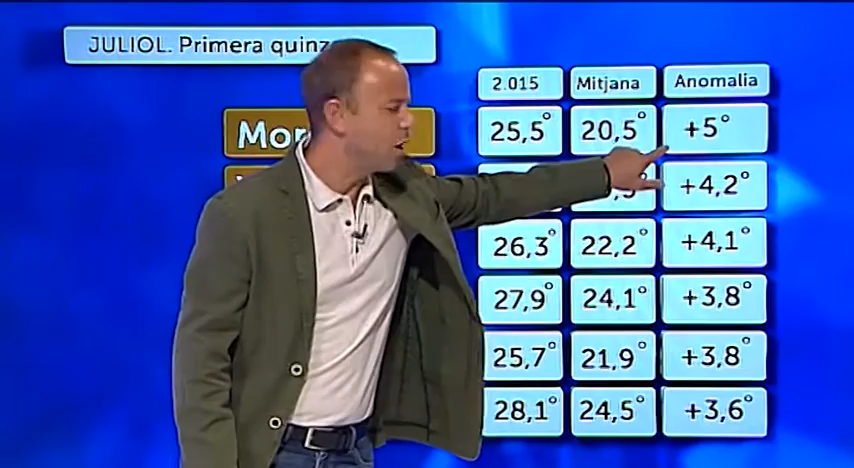 JULIOL. Primera quinz
2.015 Mitjana Anomalia
Mor 25,5° 20,5° +5°
+4,2°
26,3° 22,2° +4,1°
27,9° 24,1° +3,8°
25,7° 21,9° +3,8°
28,1° 24,5° +3,6°